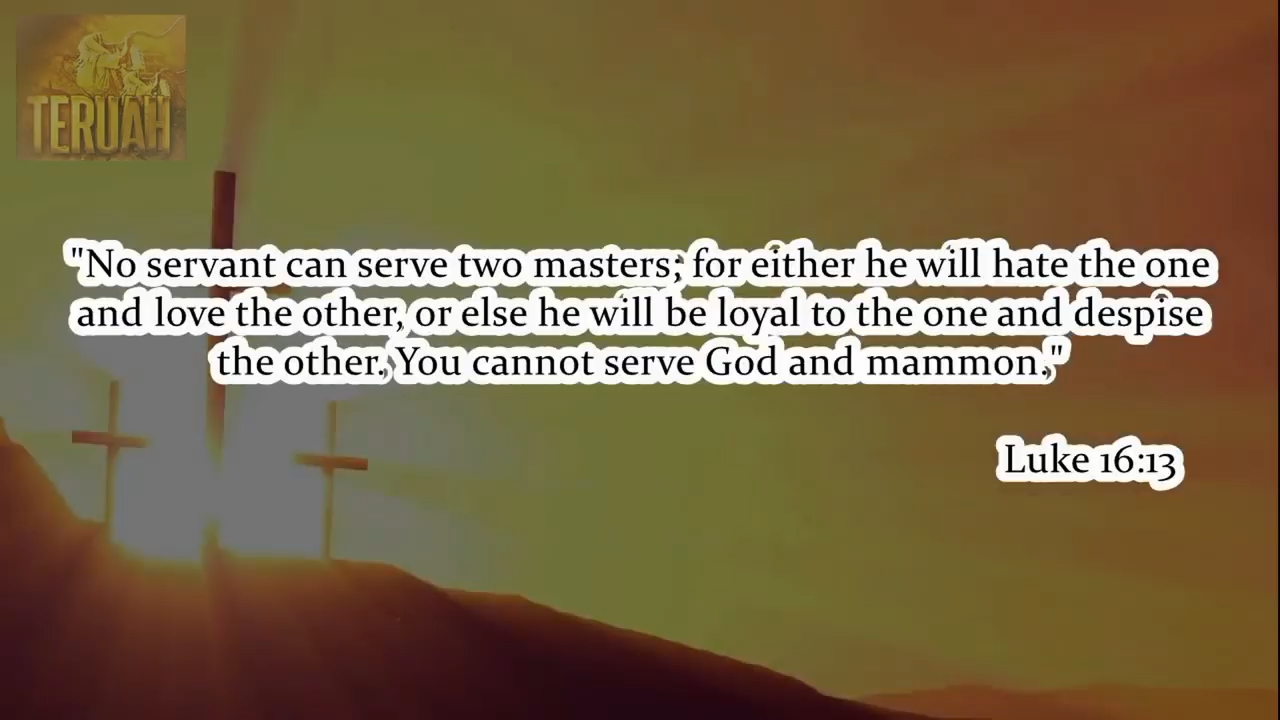 TERUAH
"No servant can serve two masters; for either he will hate the one
and love the other, or else he will be loyal to the one and despise
the other. You cannot serve God and mammon."
Luke 16:13